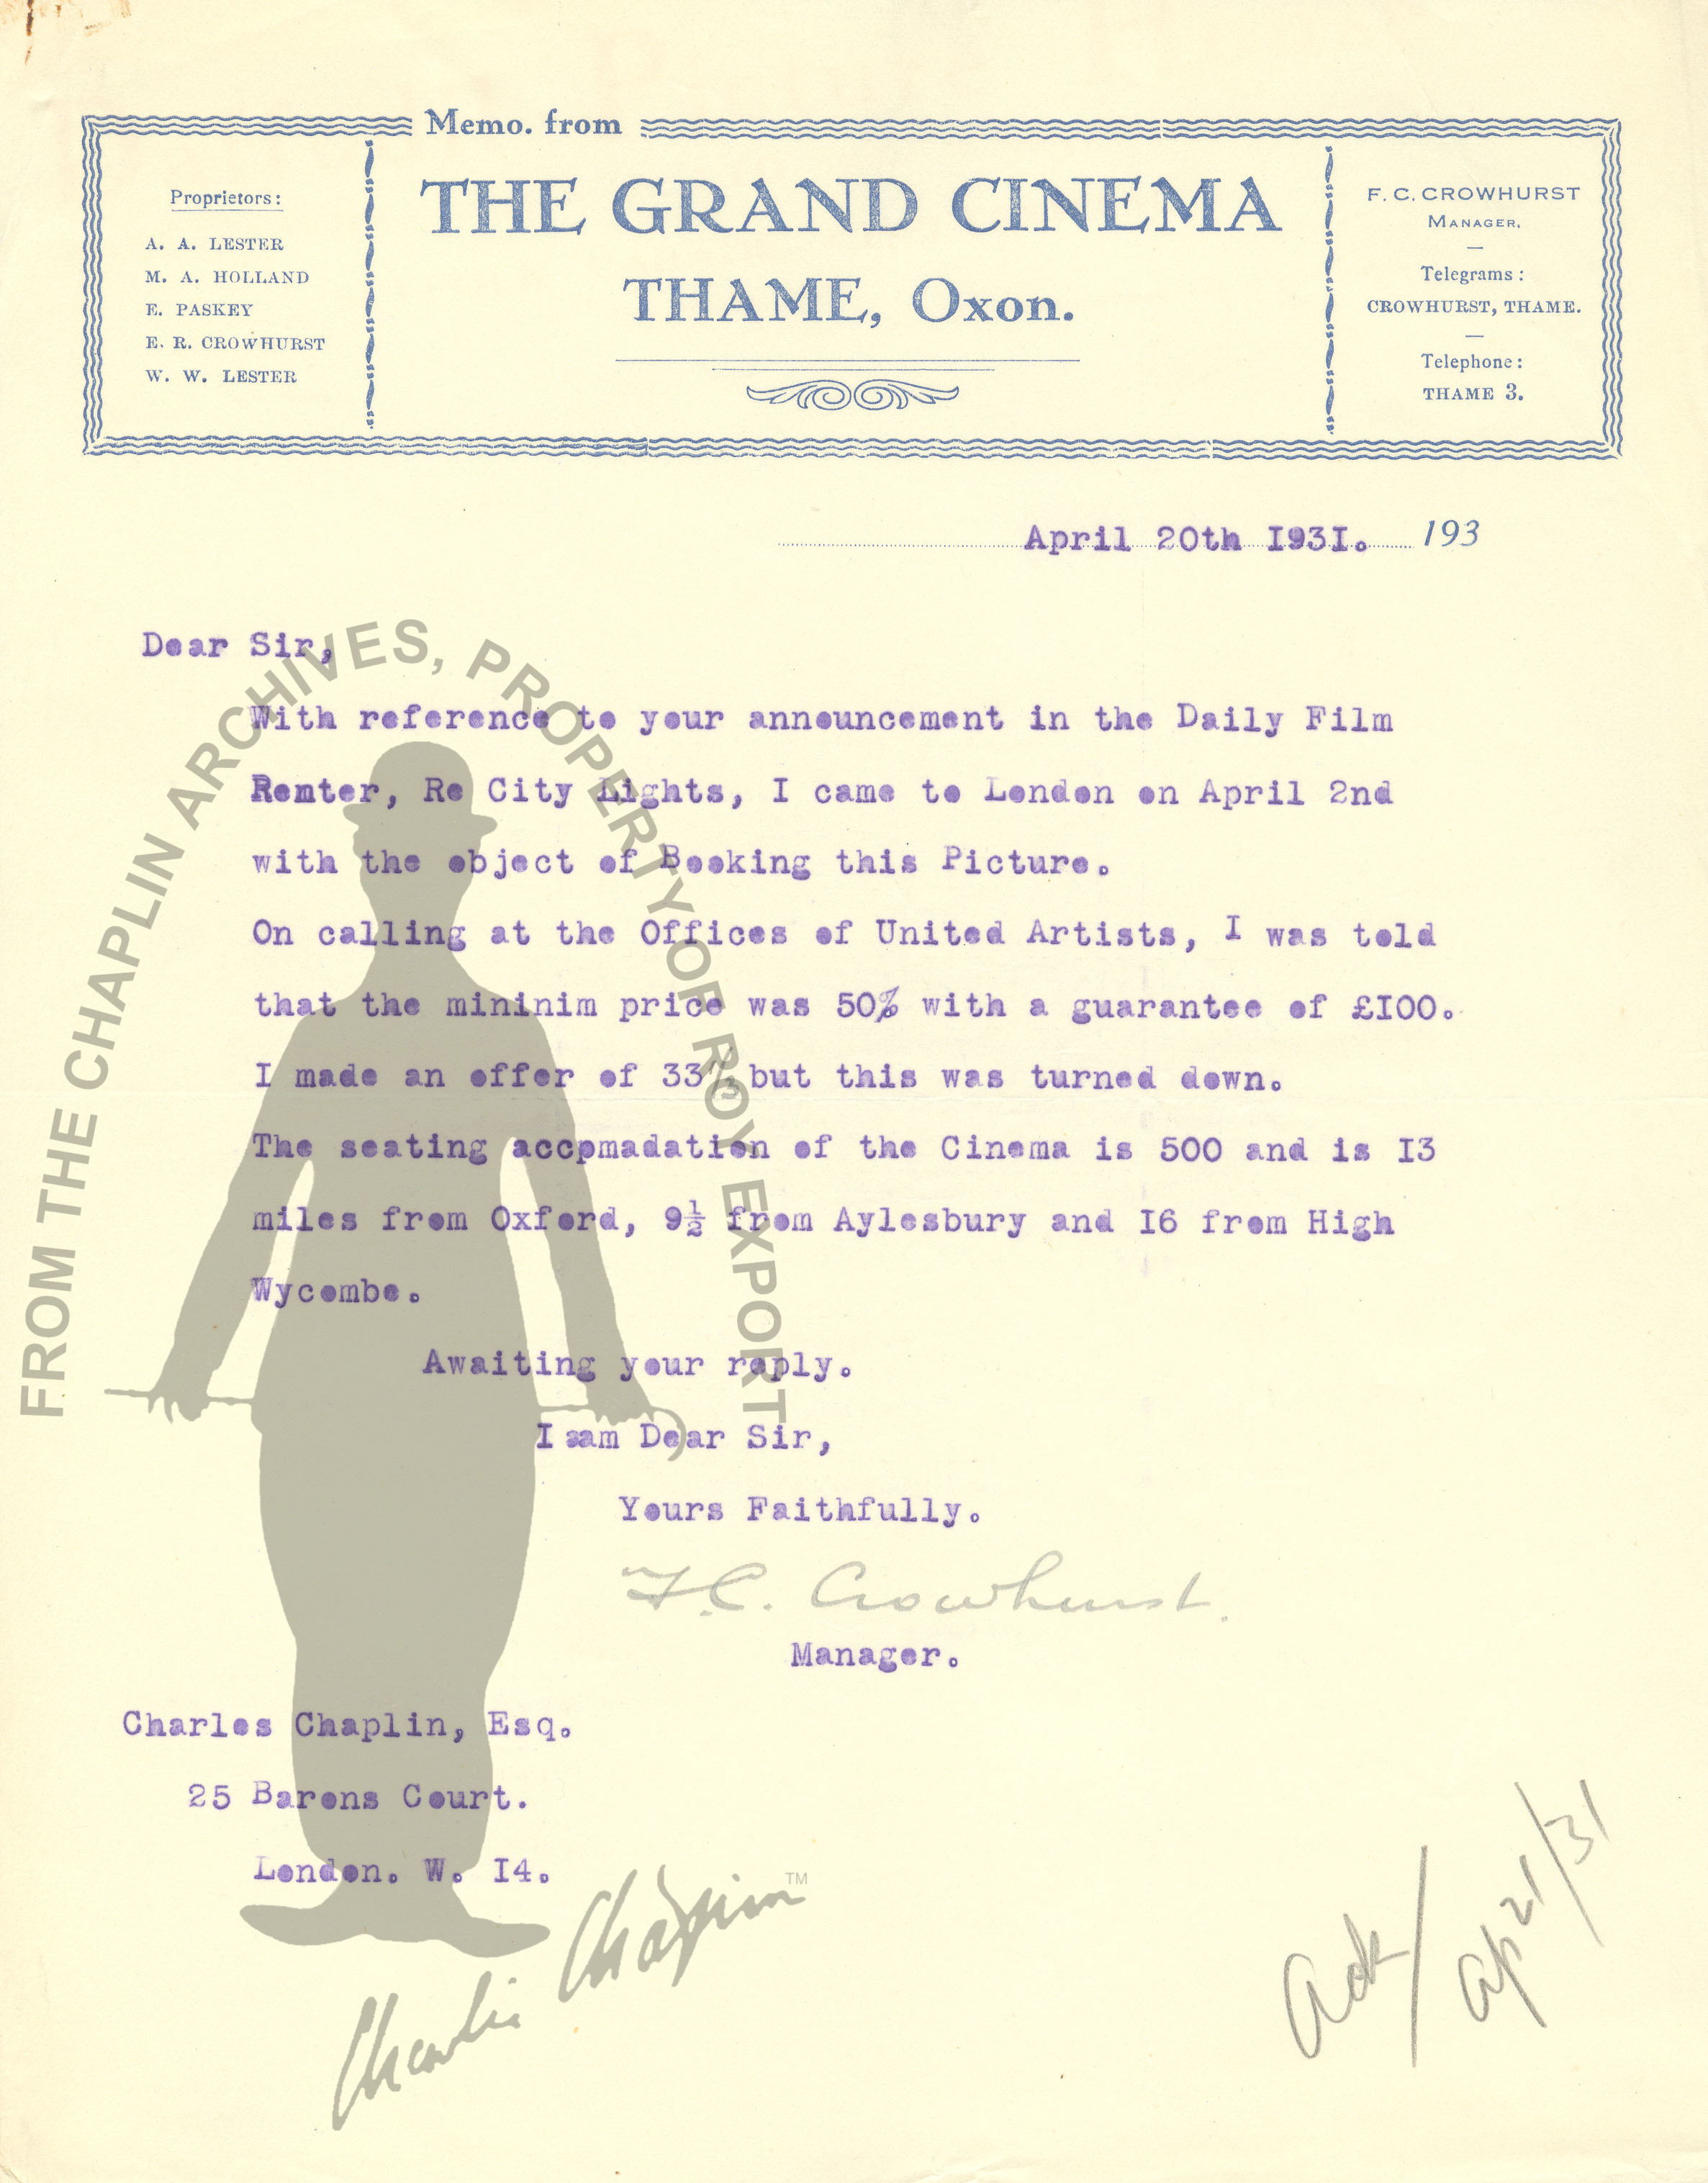 Memo. from
THE GRAND CINEMA
THAME, Oxon.
Proprietors:
A. A. LESTER
M. A. HOLLAND
E. PASKEY
E. R. CROWHURST
W. W. LESTER
F. C. CROWHURST
MANAGER.
Telegrams:
CROWHURST, THAME.
Telephone:
THAME 3.
April 20th I93I. 193
Dear Sir,
With reference to your announcement in the Daily Film
Renter, Re City Lights, I came to London on April 2nd
with the object of Booking this Picture.
On calling at the Offices of United Artists, I was told
that the mininim price was 50% with a guarantee of £I00.
I made an offer of 33⅓ but this was turned down.
The seating accpmadation of the Cinema is 500 and is I3
miles from Oxford, 9½ from Aylesbury and I6 from High
Wycombe.
Awaiting your reply.
I am Dear Sir,
Yours Faithfully.
F.C. Crowhurst.
Manager.
Charles Chaplin, Esq.
25 Barons Court.
London. W. I4.
Ack/ Ap 21/31
FROM THE CHAPLIN ARCHIVES, PROPERTY OF ROY EXPORT
Charlie Chaplin™